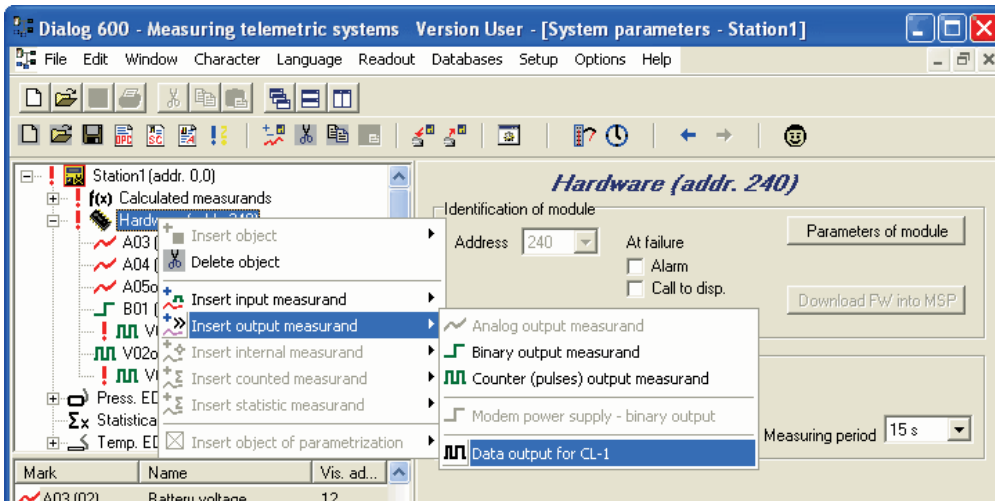 Dialog 600 - Measuring telemetric systems Version User - [System parameters - Station1]
File Edit Window Character Language Readout Databases Setup Options Help
Station1 (addr. 0,0)
f(x) Calculated measurands
A03 (
A04 (
A05o
B01 (
V02o
Press. ED
Statistica
Temp. ED
Insert object
Delete object
Insert input measurand
Insert output measurand
Insert internal measurand
Insert counted measurand
Insert statistic measurand
Insert object of parametrization
Analog output measurand
Binary output measurand
Counter (pulses) output measurand
Modem power supply - binary output
Data output for CL-1
Hardware (addr. 240)
Identification of module
Address 240
At failure
Alarm
Call to disp.
Parameters of module
Download FW into MSP
Measuring period 15 s
Mark Name Vis. ad...
A03 (02) Battery voltage 12